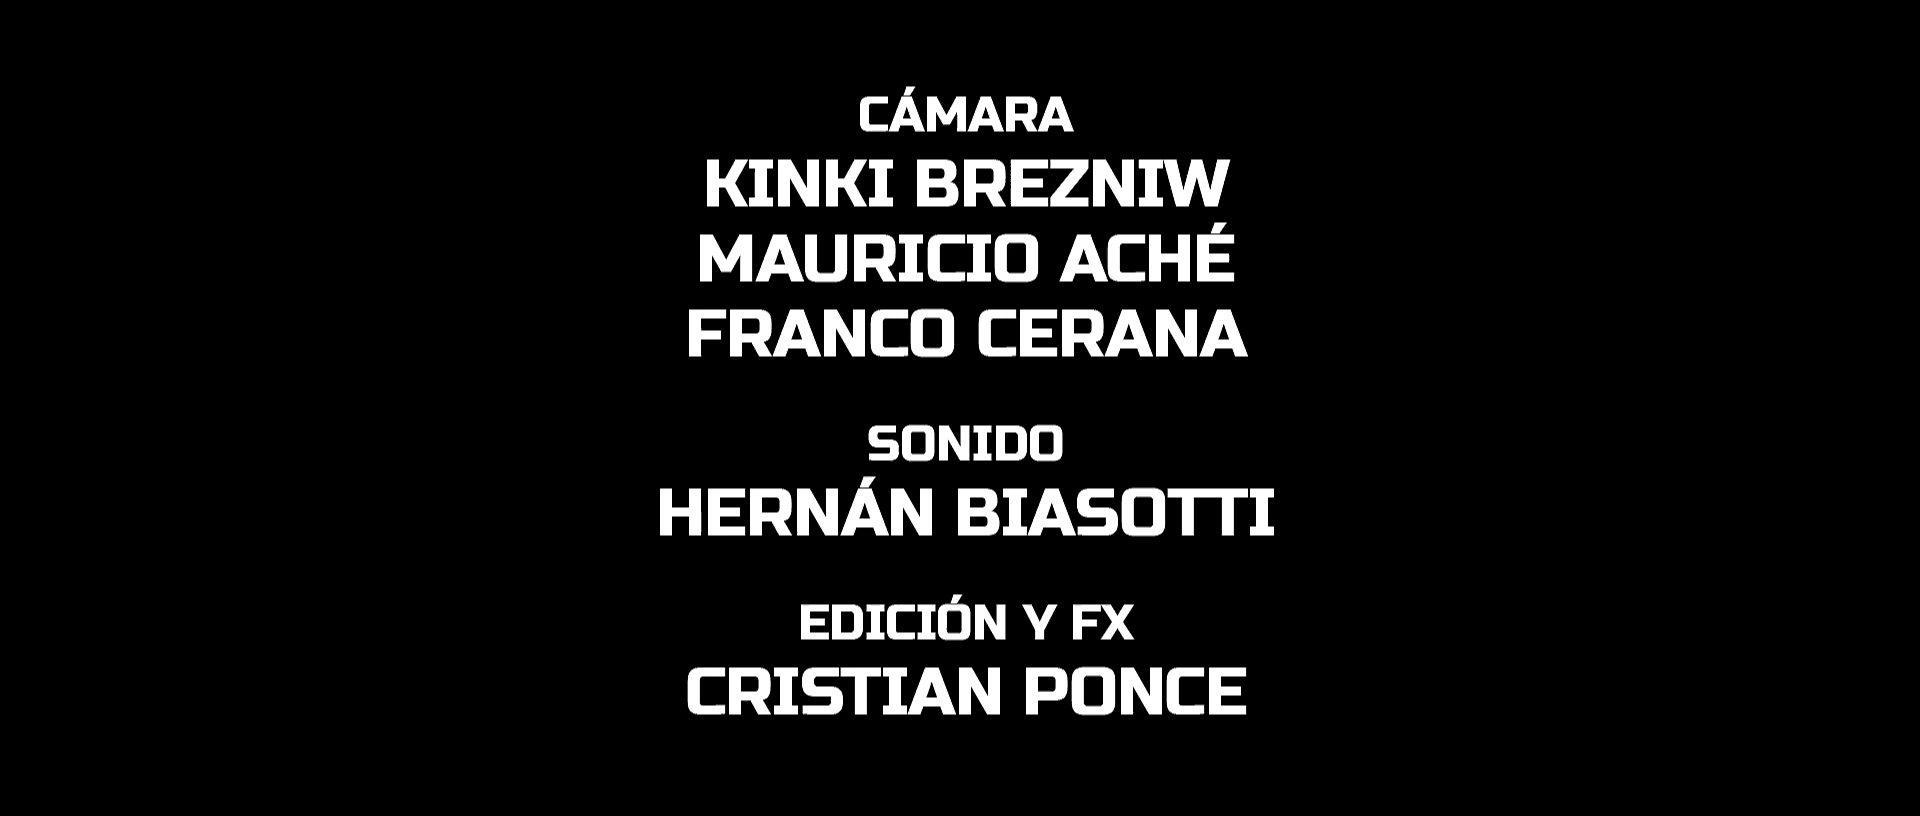 CÁMARA
KINKI BREZNIW
MAURICIO ACHÉ
FRANCO CERANA
SONIDO
HERNÁN BIASOTTI
EDICIÓN Y FX
CRISTIAN PONCE